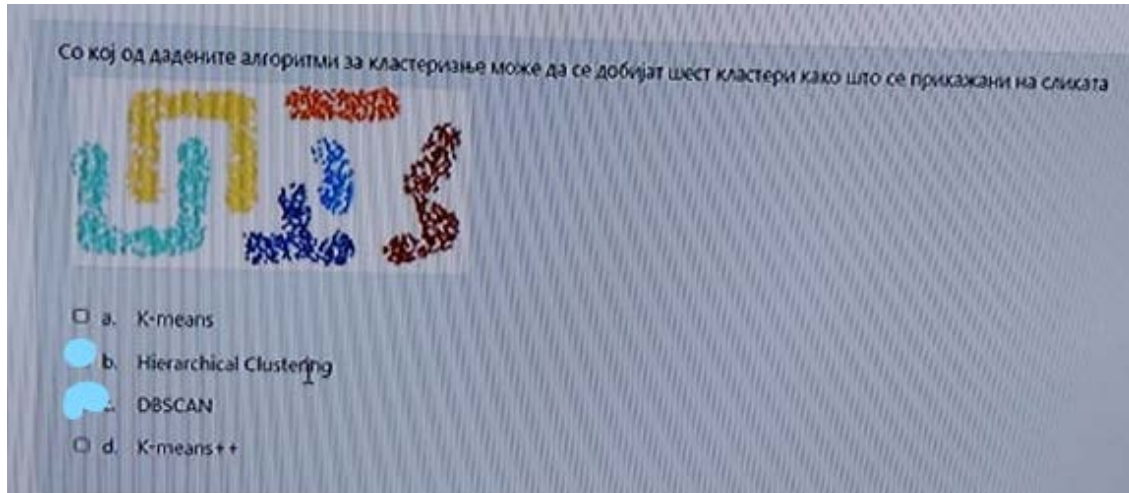 Со кој од дадените алгоритми за кластеризање може да се добијат шест кластери како што се прикажани на сликата
a. K-means
b. Hierarchical Clustering
DBSCAN
d. K-means++